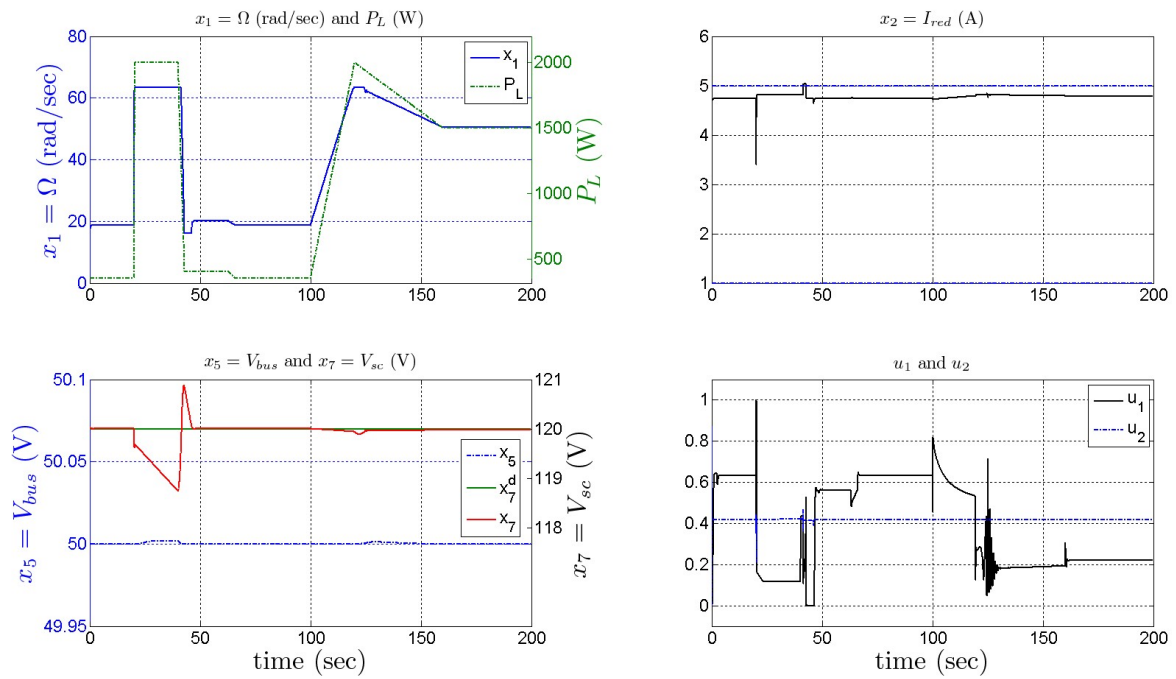 x₁ = Ω (rad/sec) and P_L (W)
80
60
40
20
0
x₁ = Ω (rad/sec)
x₁
P_L
2000
1500
1000
500
P_L (W)
0 50 100 150 200
x₂ = I_red (A)
6
5
4
3
2
1
0 50 100 150 200
x₅ = V_bus and x₇ = V_sc (V)
50.1
50.05
50
49.95
x₅ = V_bus (V)
x₅
x₇ᵈ
x₇
121
120
119
118
x₇ = V_sc (V)
0 50 100 150 200
time (sec)
u₁ and u₂
1
0.8
0.6
0.4
0.2
0
u₁
u₂
0 50 100 150 200
time (sec)